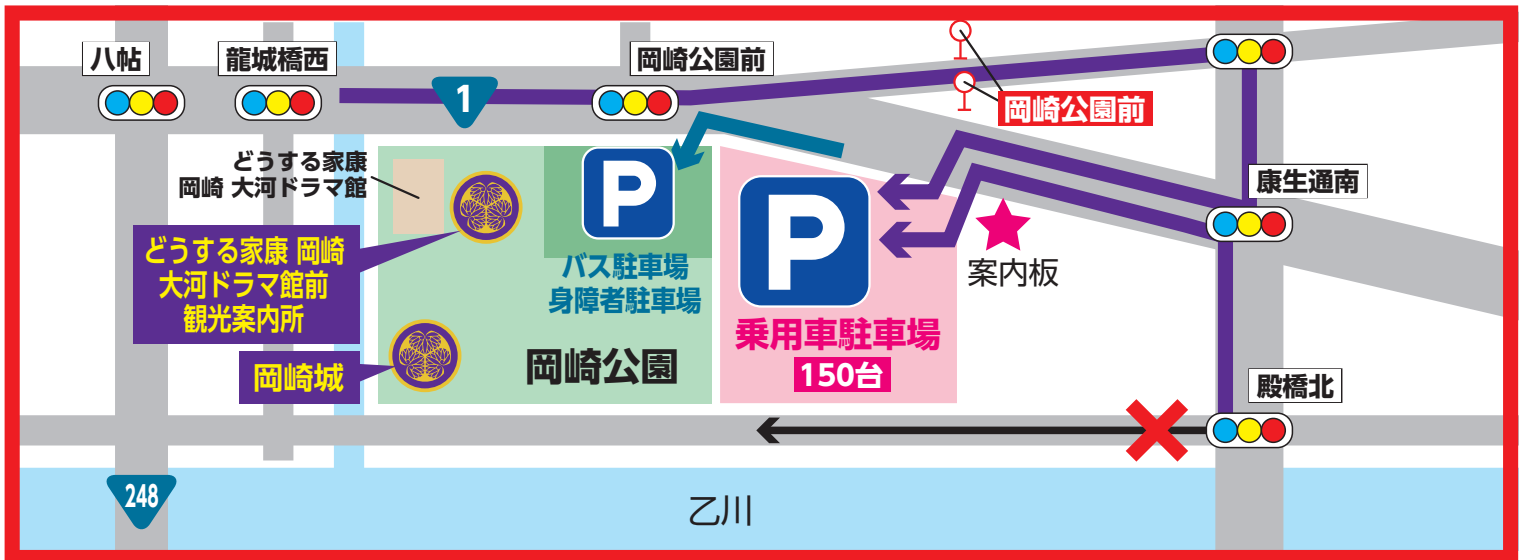 八帖
龍城橋西
岡崎公園前
1
岡崎公園前
どうする家康
岡崎 大河ドラマ館
康生通南
P
P
どうする家康 岡崎
大河ドラマ館前
観光案内所
バス駐車場
身障者駐車場
案内板
乗用車駐車場
150台
岡崎城
岡崎公園
殿橋北
248
乙川